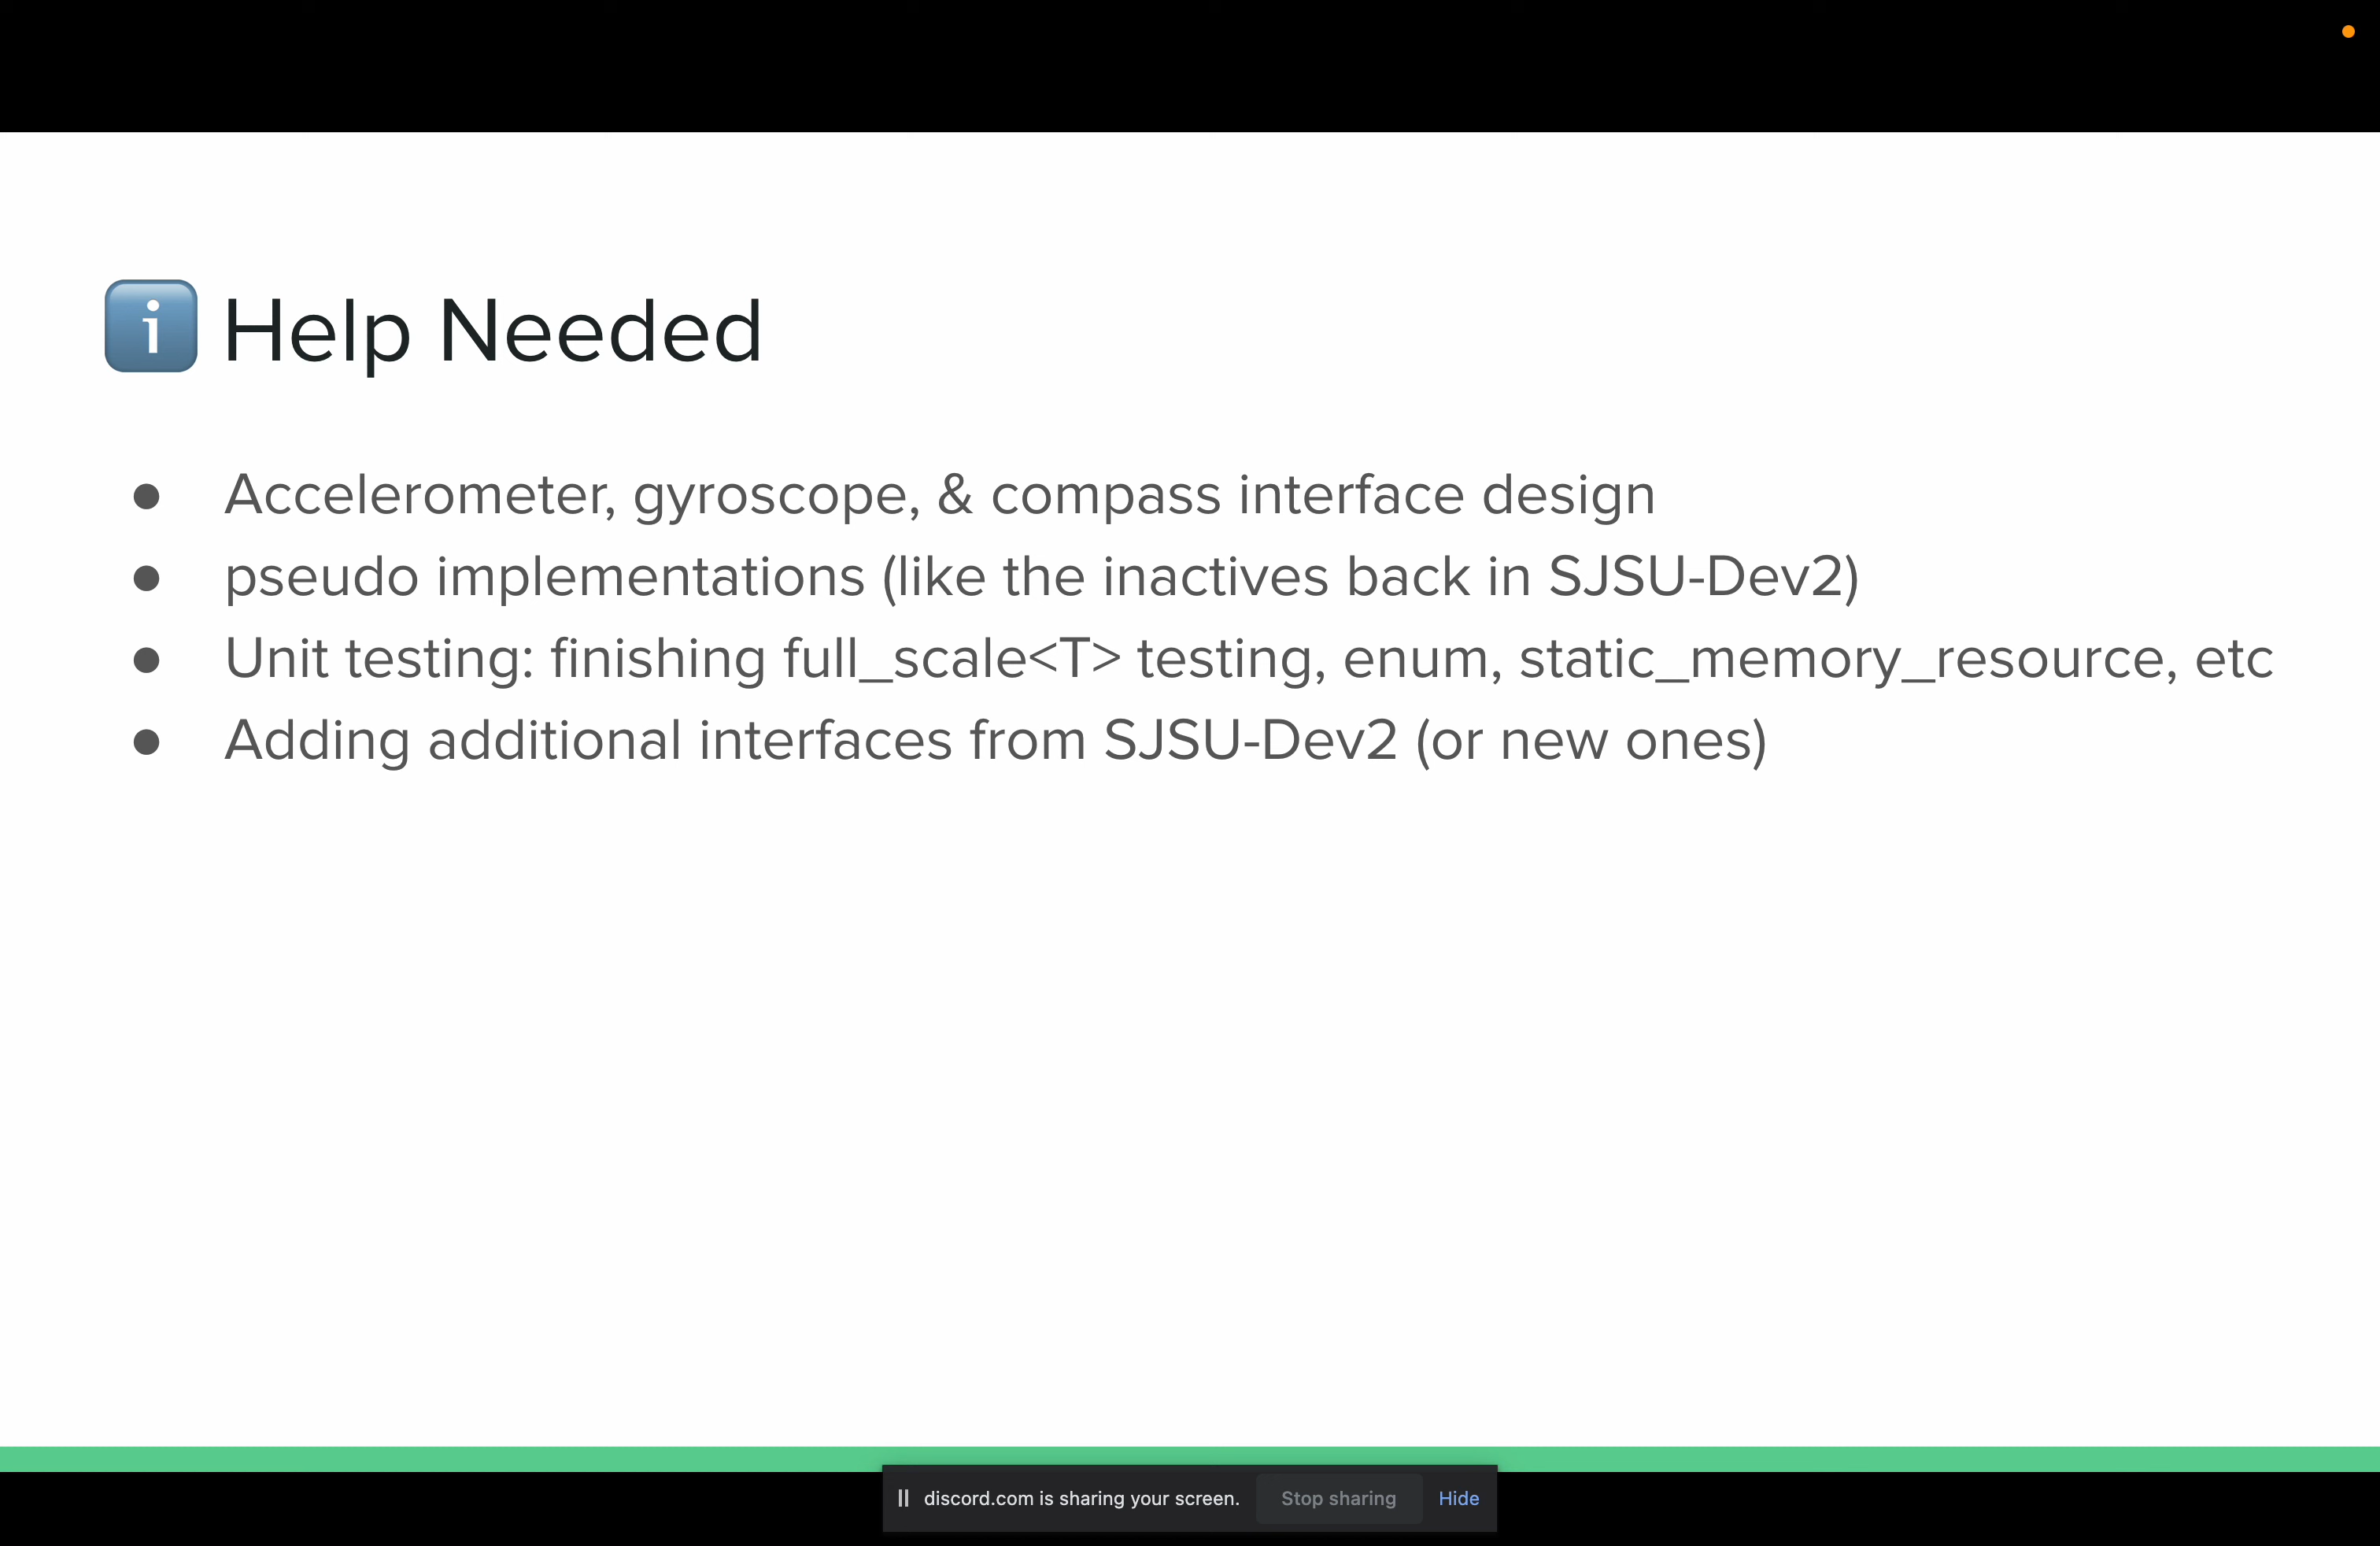 i Help Needed
● Accelerometer, gyroscope, & compass interface design
● pseudo implementations (like the inactives back in SJSU-Dev2)
● Unit testing: finishing full_scale<T> testing, enum, static_memory_resource, etc
● Adding additional interfaces from SJSU-Dev2 (or new ones)
discord.com is sharing your screen. Stop sharing Hide